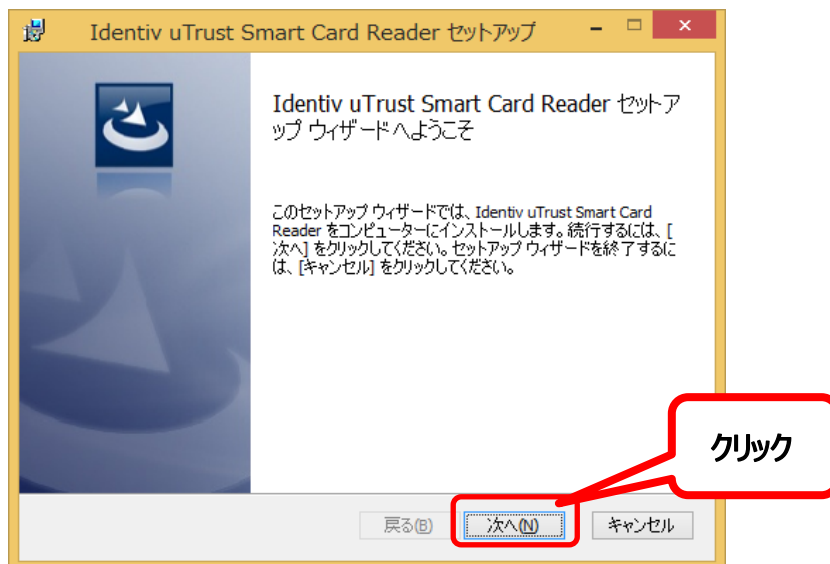 Identiv uTrust Smart Card Reader セットアップ
Identiv uTrust Smart Card Reader セットア
ップ ウィザードへようこそ
このセットアップ ウィザードでは、Identiv uTrust Smart Card
Reader をコンピューターにインストールします。続行するには、[
次へ] をクリックしてください。セットアップ ウィザードを終了するに
は、[キャンセル] をクリックしてください。
クリック
戻る(B) 次へ(N) キャンセル